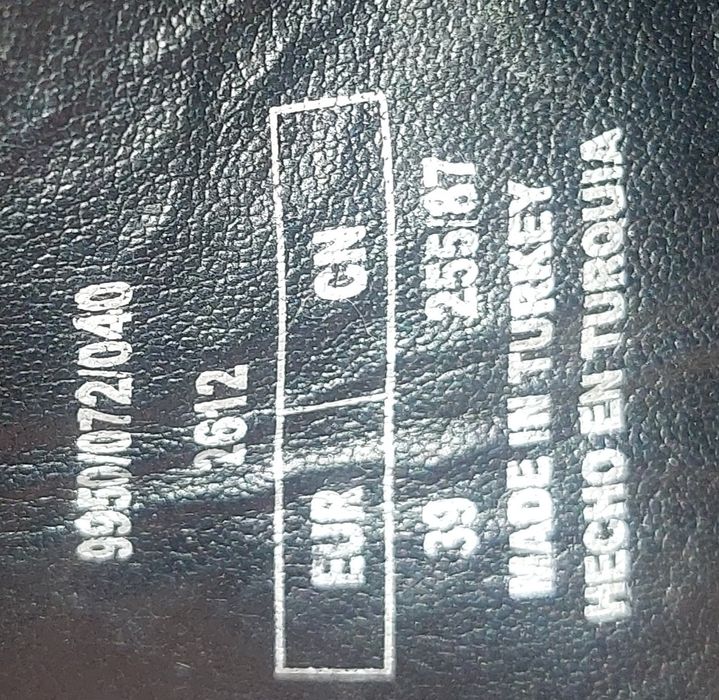 9950/072/040
2612
EUR CN
39 255/87
MADE IN TURKEY
HECHO EN TURQUIA